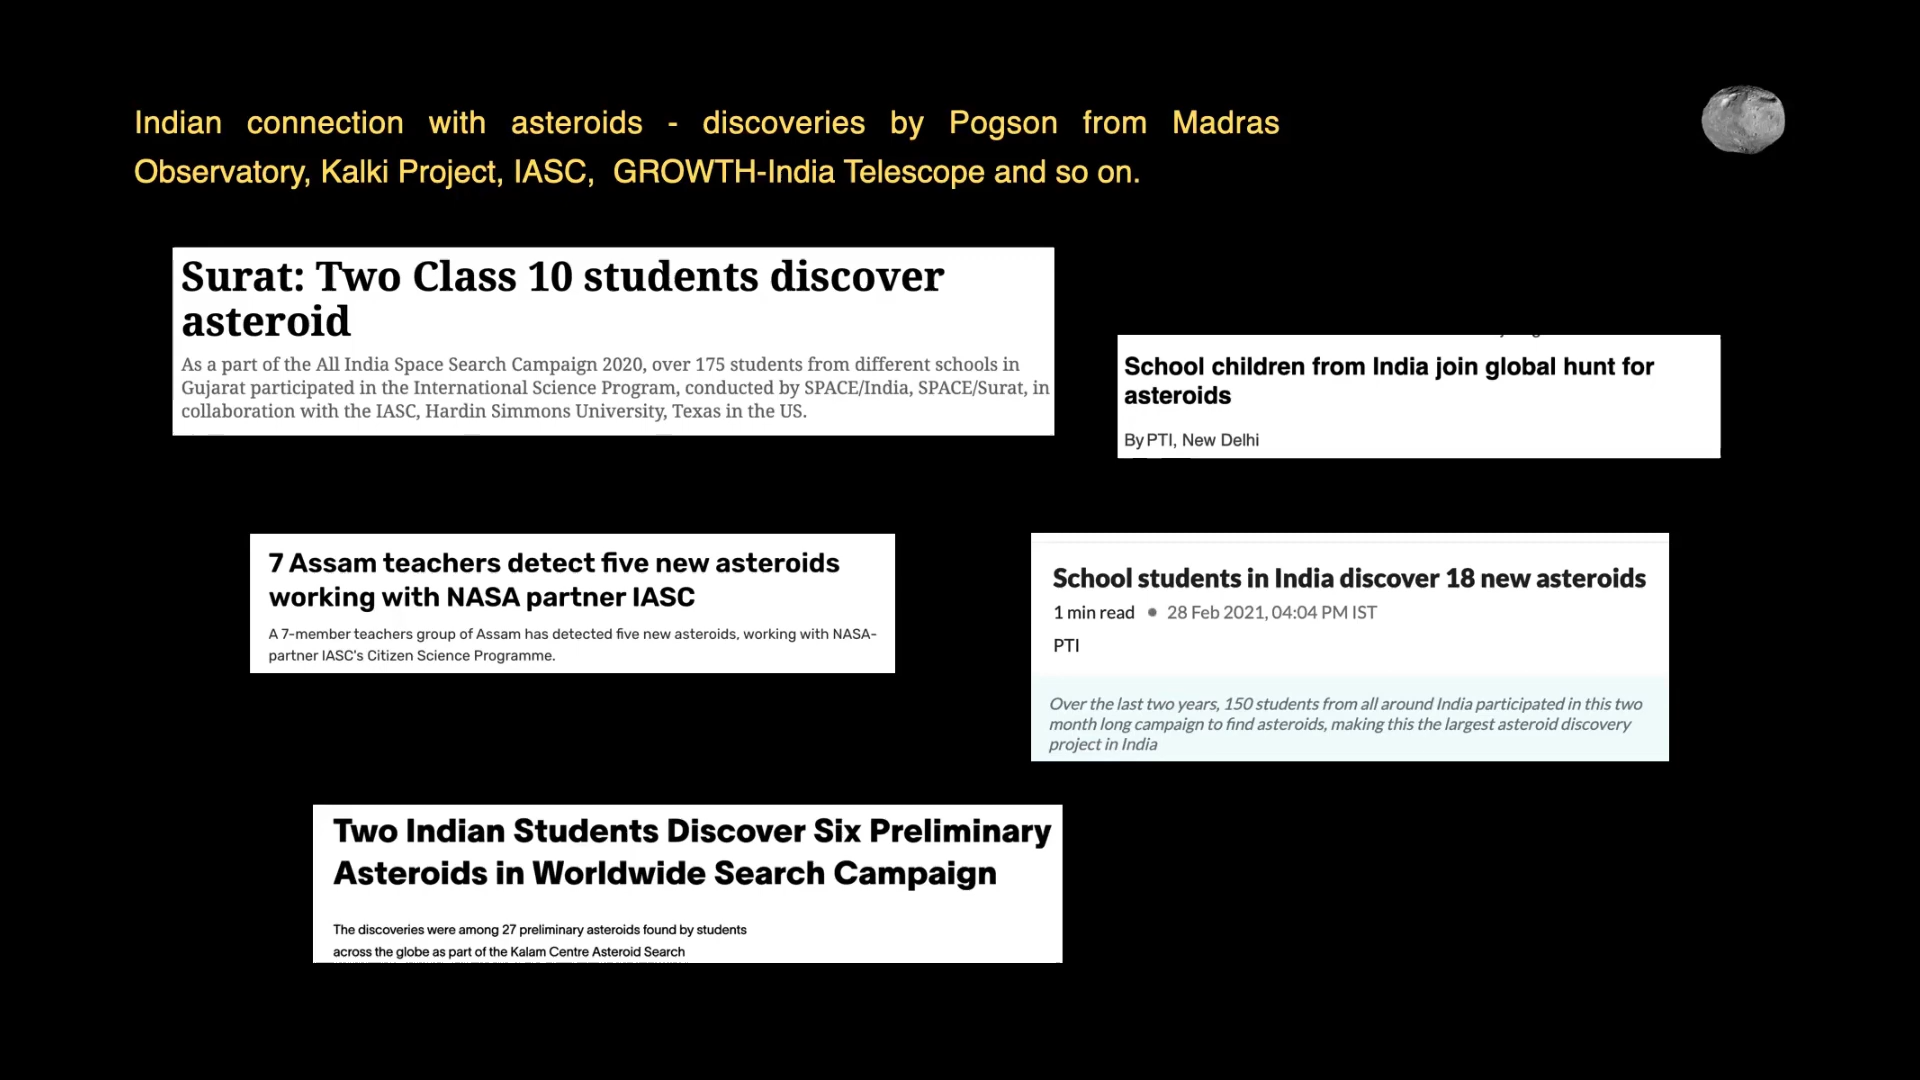 Indian connection with asteroids - discoveries by Pogson from Madras
Observatory, Kalki Project, IASC, GROWTH-India Telescope and so on.
Surat: Two Class 10 students discover
asteroid
As a part of the All India Space Search Campaign 2020, over 175 students from different schools in
Gujarat participated in the International Science Program, conducted by SPACE/India, SPACE/Surat, in
collaboration with the IASC, Hardin Simmons University, Texas in the US.
School children from India join global hunt for
asteroids
By PTI, New Delhi
7 Assam teachers detect five new asteroids
working with NASA partner IASC
A 7-member teachers group of Assam has detected five new asteroids, working with NASA-
partner IASC's Citizen Science Programme.
School students in India discover 18 new asteroids
1 min read • 28 Feb 2021, 04:04 PM IST
PTI
Over the last two years, 150 students from all around India participated in this two
month long campaign to find asteroids, making this the largest asteroid discovery
project in India
Two Indian Students Discover Six Preliminary
Asteroids in Worldwide Search Campaign
The discoveries were among 27 preliminary asteroids found by students
across the globe as part of the Kalam Centre Asteroid Search